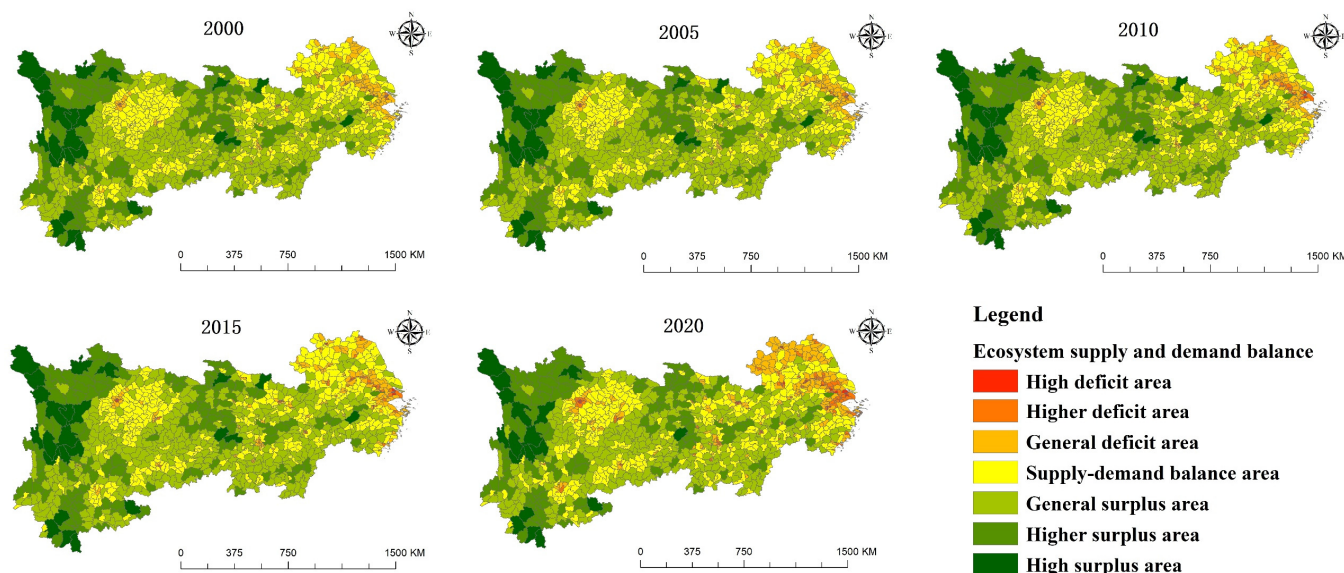 2000
N
W E
S
0 375 750 1500 KM
2005
N
W E
S
0 375 750 1500 KM
2010
N
W E
S
0 375 750 1500 KM
2015
N
W E
S
0 375 750 1500 KM
2020
N
W E
S
0 375 750 1500 KM
Legend
Ecosystem supply and demand balance
High deficit area
Higher deficit area
General deficit area
Supply-demand balance area
General surplus area
Higher surplus area
High surplus area